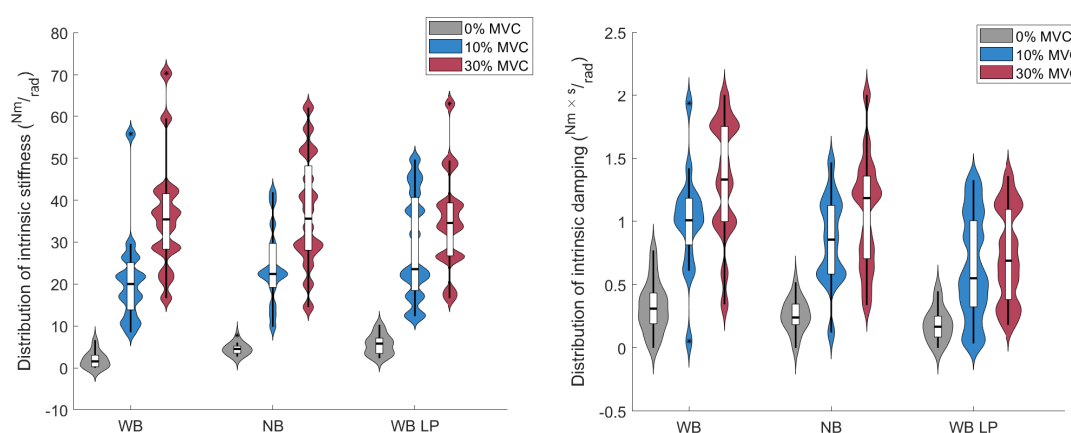 Distribution of intrinsic stiffness (Nm/rad)
80
70
60
50
40
30
20
10
0
-10
WB
NB
WB LP
0% MVC
10% MVC
30% MVC
Distribution of intrinsic damping (Nm × s/rad)
2.5
2
1.5
1
0.5
0
-0.5
WB
NB
WB LP
0% MVC
10% MVC
30% MVC